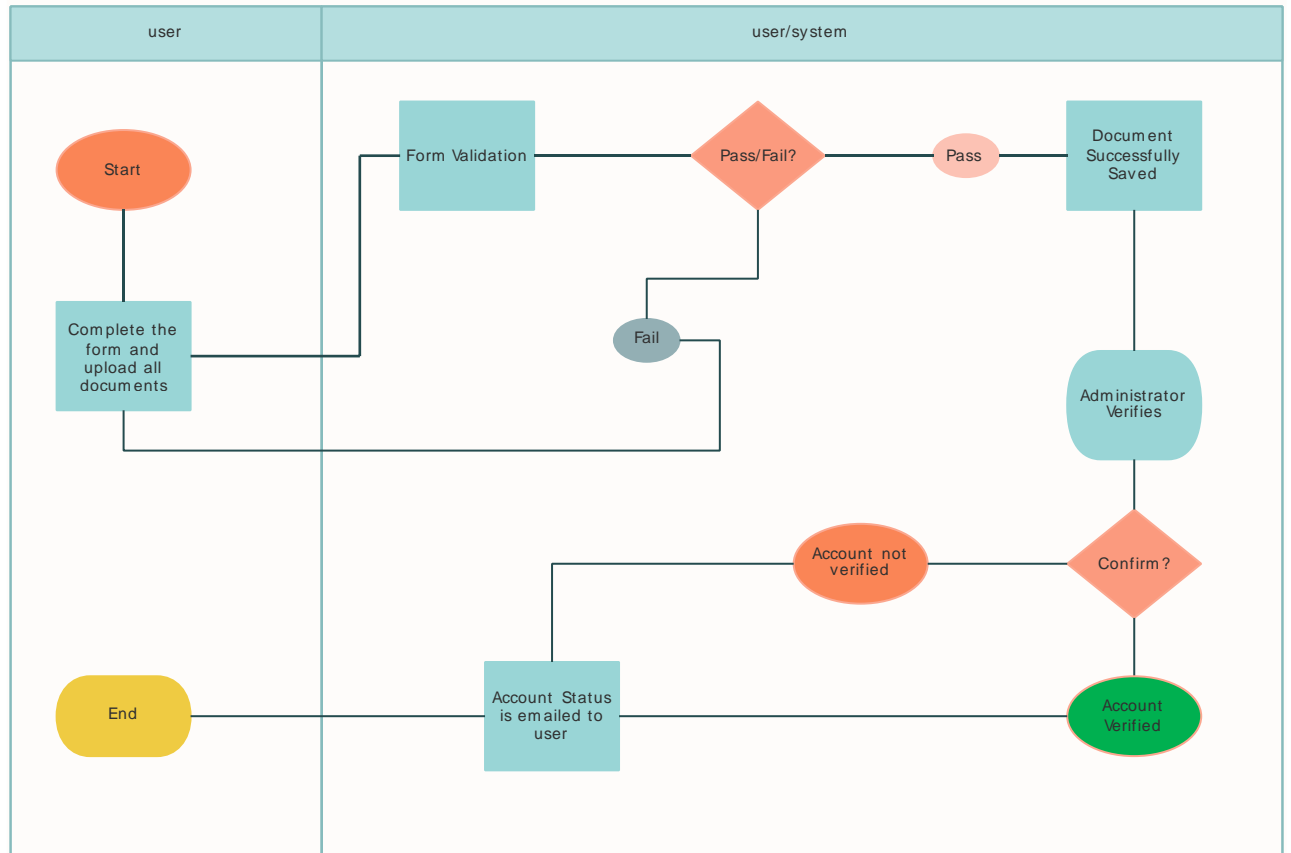 user
user/system
Start
Form Validation
Pass/Fail?
Pass
Document
Successfully
Saved
Complete the
form and
upload all
documents
Fail
Administrator
Verifies
Account not
verified
Confirm?
End
Account Status
is emailed to
user
Account
Verified